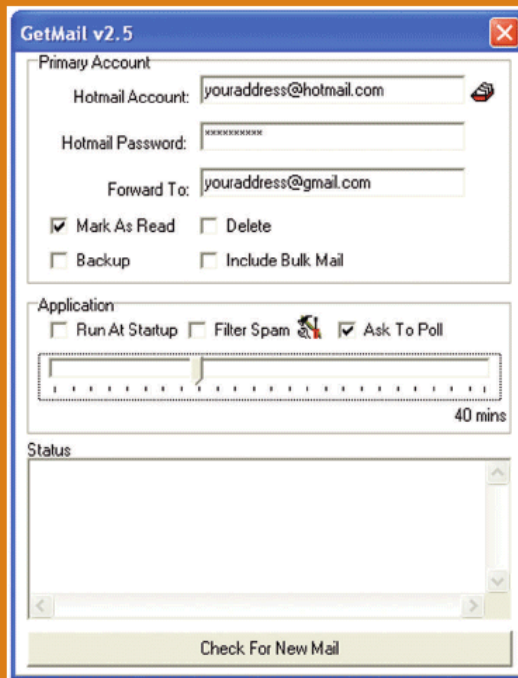 GetMail v2.5
Primary Account
Hotmail Account: youraddress@hotmail.com
Hotmail Password: **********
Forward To: youraddress@gmail.com
Mark As Read Delete
Backup Include Bulk Mail
Application
Run At Startup Filter Spam Ask To Poll
40 mins
Status
Check For New Mail